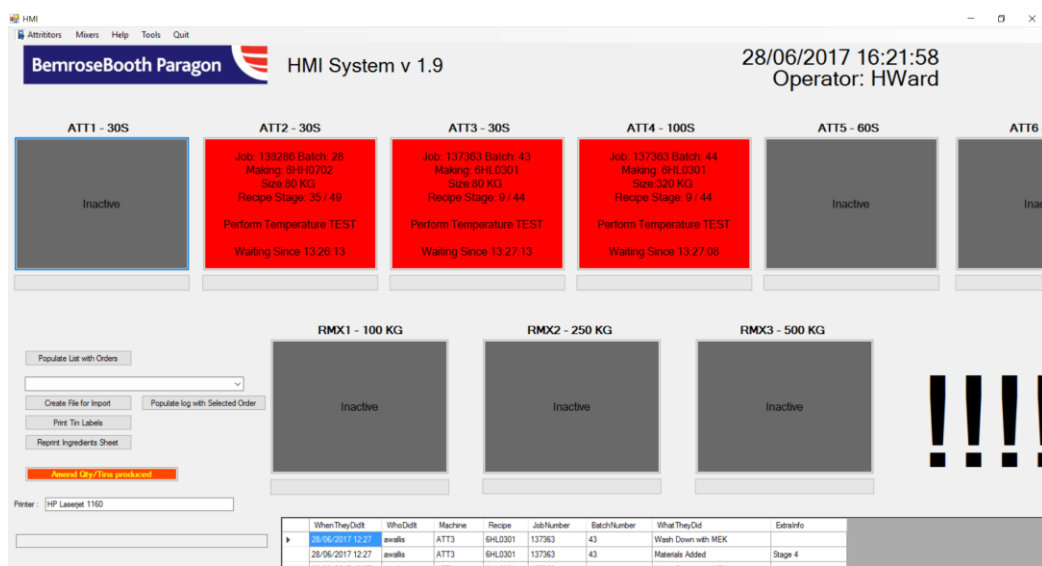 HMI
Attrititors Mixers Help Tools Quit
BemroseBooth Paragon
HMI System v 1.9
28/06/2017 16:21:58
Operator: HWard
ATT1 - 30S
ATT2 - 30S
ATT3 - 30S
ATT4 - 100S
ATT5 - 60S
ATT6 -
Inactive
Job: 138286 Batch: 28
Making: 6HH0702
Size:80 KG
Recipe Stage: 35 / 49
Perform Temperature TEST
Waiting Since 13:26:13
Job: 137363 Batch: 43
Making: 6HL0301
Size:80 KG
Recipe Stage: 9 / 44
Perform Temperature TEST
Waiting Since 13:27:13
Job: 137363 Batch: 44
Making: 6HL0301
Size:320 KG
Recipe Stage: 9 / 44
Perform Temperature TEST
Waiting Since 13:27:08
Inactive
Inac
RMX1 - 100 KG
RMX2 - 250 KG
RMX3 - 500 KG
Inactive
Inactive
Inactive
!!!!
Populate List with Orders
Create File for Import
Populate log with Selected Order
Print Tin Labels
Reprint Ingredients Sheet
Amend Qty/Tins produced
Printer : HP Laserjet 1160
WhenTheyDidIt WhoDidIt Machine Recipe JobNumber BatchNumber WhatTheyDid ExtraInfo
28/06/2017 12:27 awallis ATT3 6HL0301 137363 43 Wash Down with MEK
28/06/2017 12:27 awallis ATT3 6HL0301 137363 43 Materials Added Stage 4